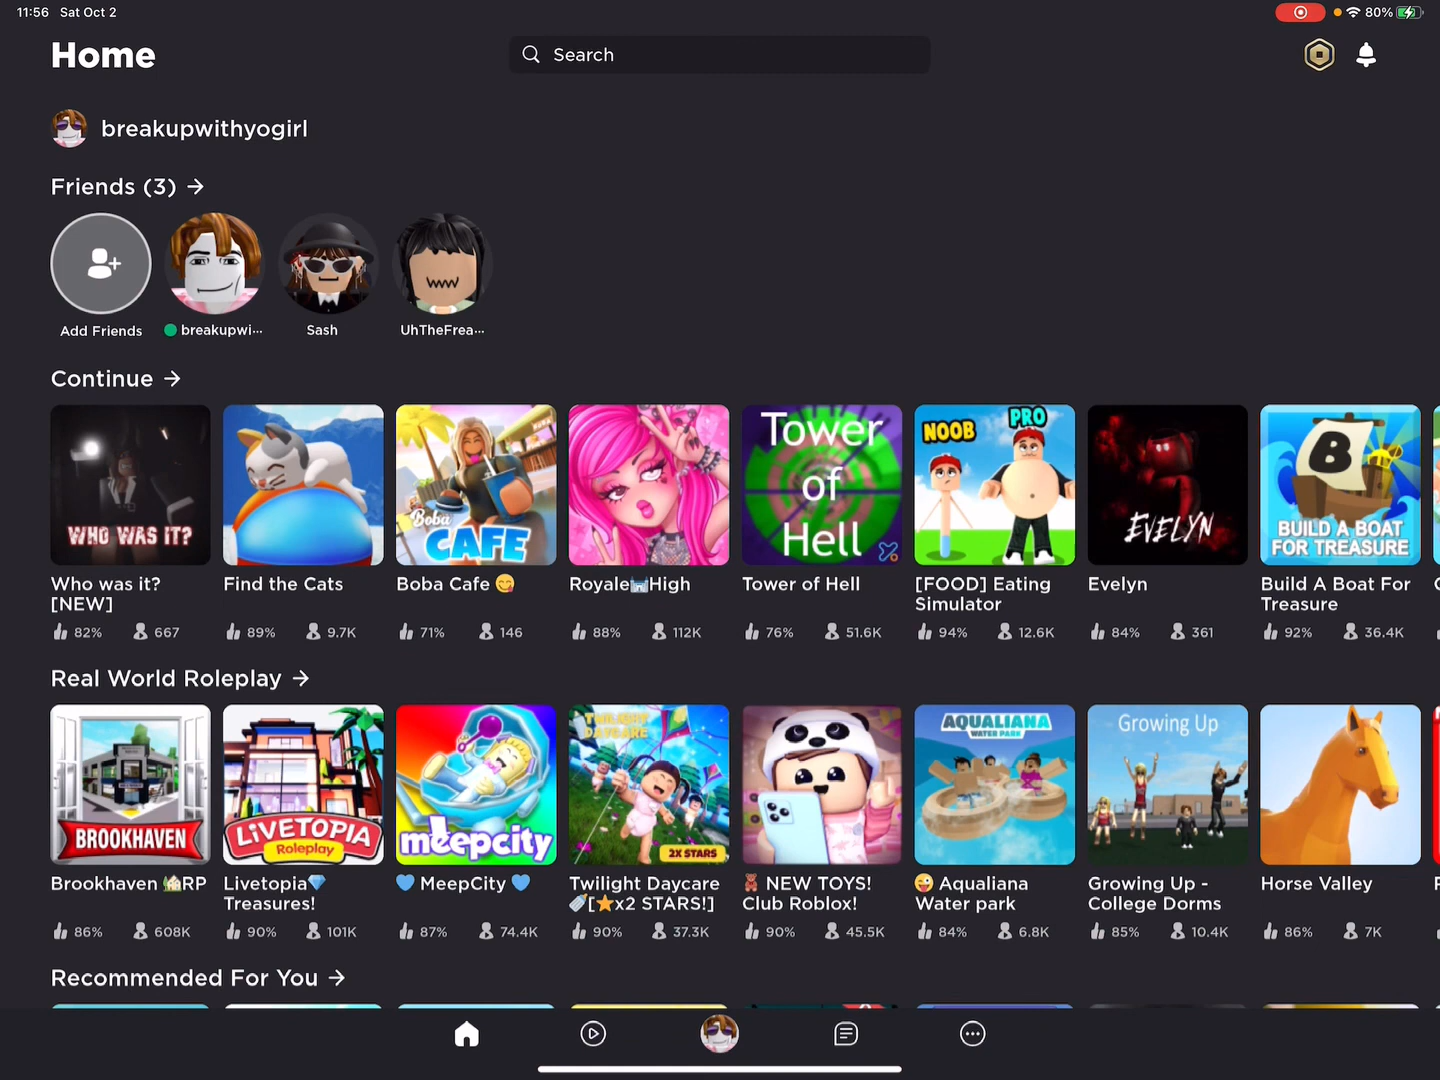 11:56 Sat Oct 2
80%
Home
Search
breakupwithyogirl
Friends (3) →
Add Friends
breakupwi...
Sash
UhTheFrea...
Continue →
WHO WAS IT?
Boba
CAFE
Tower
of
Hell
NOOB
PRO
EVELYN
B
BUILD A BOAT
FOR TREASURE
Who was it?
[NEW]
Find the Cats
Boba Cafe 😋
Royale🏰High
Tower of Hell
[FOOD] Eating
Simulator
Evelyn
Build A Boat For
Treasure
82% 667
89% 9.7K
71% 146
88% 112K
76% 51.6K
94% 12.6K
84% 361
92% 36.4K
Real World Roleplay →
BROOKHAVEN
LiVETOPIA
Roleplay
meepcity
TWILIGHT
DAYCARE
2X STARS
AQUALIANA
WATER PARK
Growing Up
Brookhaven 🏡RP
Livetopia💎
Treasures!
💙 MeepCity 💙
Twilight Daycare
🍼[⭐x2 STARS!]
🧸 NEW TOYS!
Club Roblox!
😜 Aqualiana
Water park
Growing Up -
College Dorms
Horse Valley
86% 608K
90% 101K
87% 74.4K
90% 37.3K
90% 45.5K
84% 6.8K
85% 10.4K
86% 7K
Recommended For You →